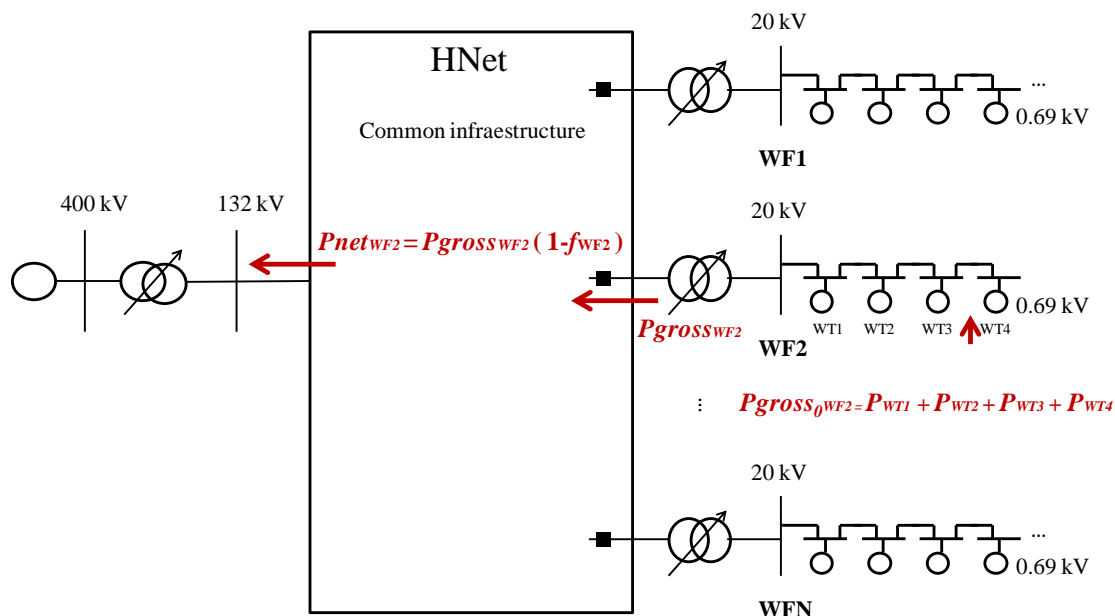 20 kV
HNet
...
0.69 kV
Common infraestructure
WF1
400 kV
132 kV
20 kV
PnetWF2 = PgrossWF2 ( 1-fWF2 )
0.69 kV
PgrossWF2
WT1 WT2 WT3 WT4
WF2
⋮
Pgross0WF2 = PWT1 + PWT2 + PWT3 + PWT4
20 kV
...
0.69 kV
WFN